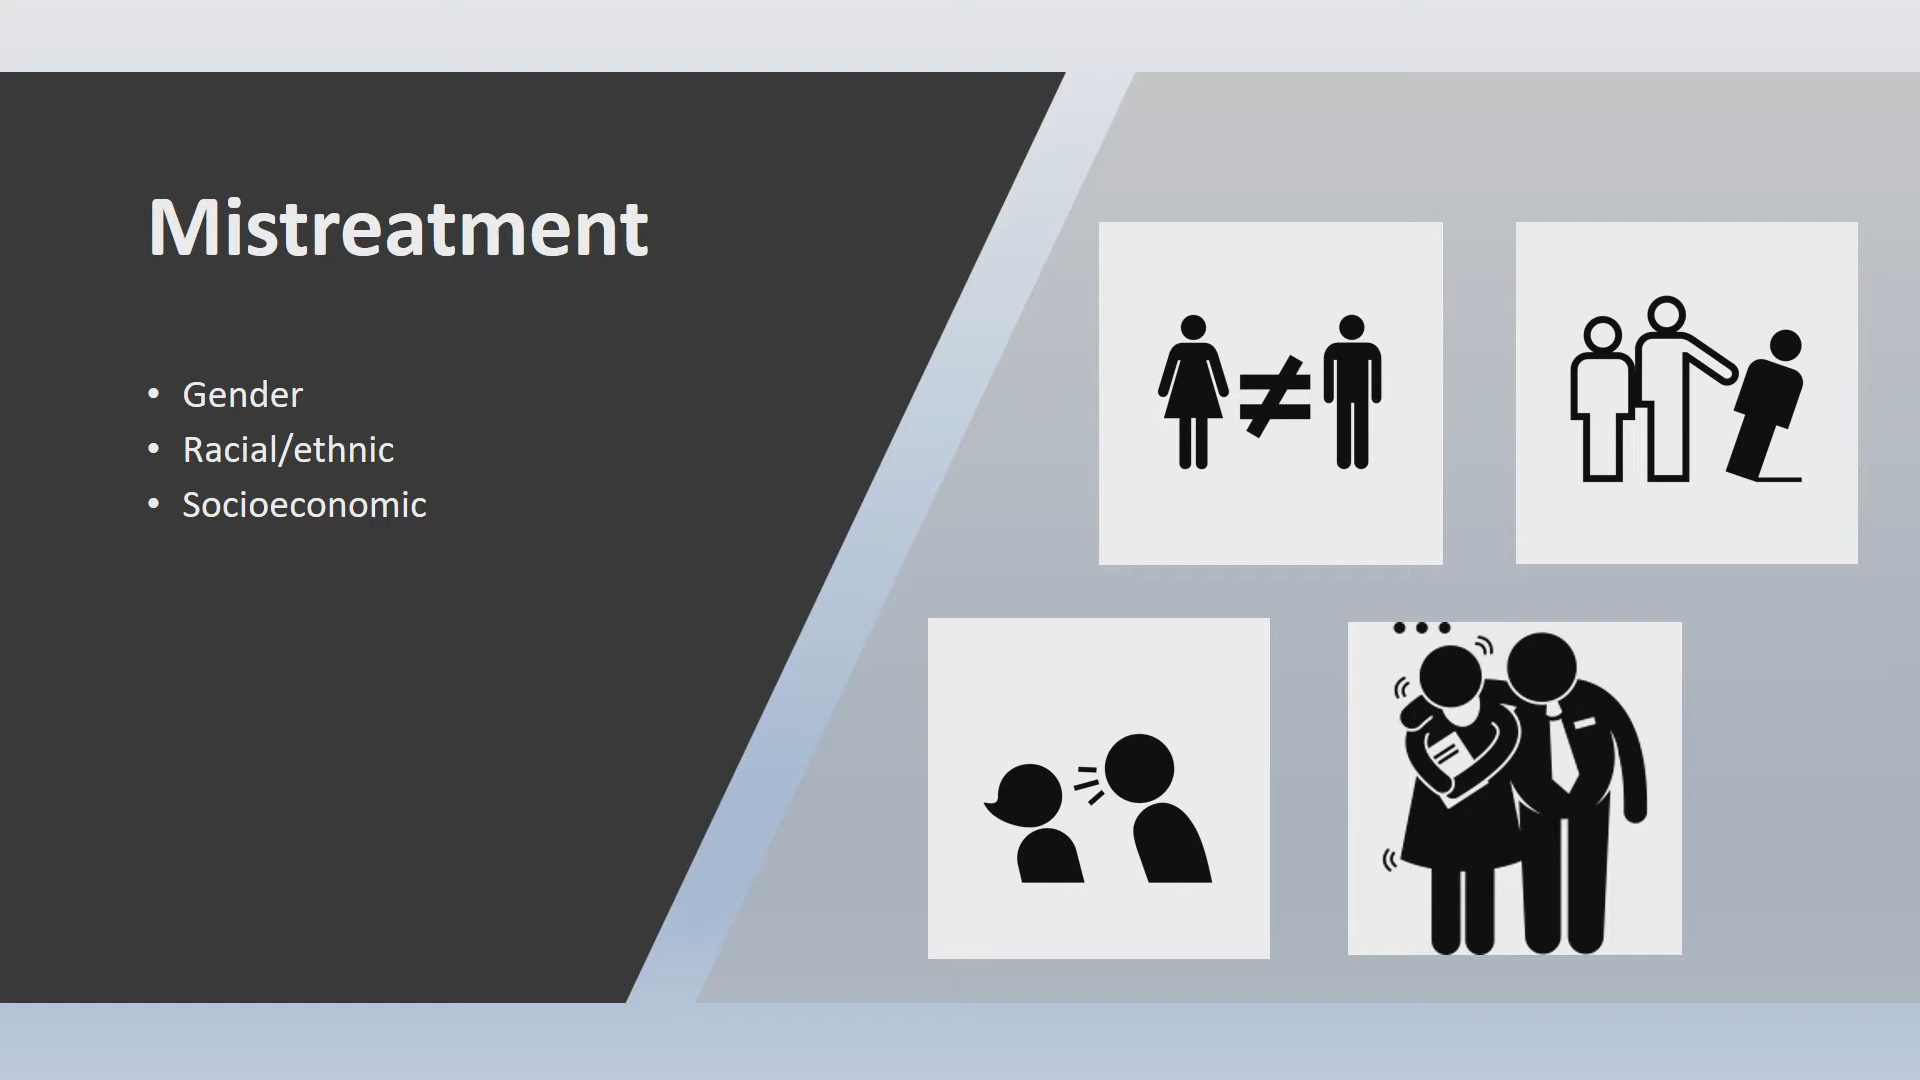 Mistreatment
• Gender
• Racial/ethnic
• Socioeconomic